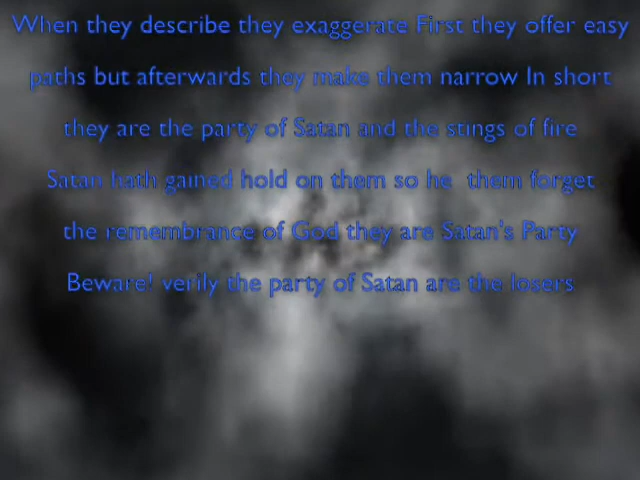 When they describe they exaggerate First they offer easy
paths but afterwards they make them narrow In short
they are the party of Satan and the stings of fire
Satan hath gained hold on them so he them forget
the remembrance of God they are Satan's Party
Beware! verily the party of Satan are the losers